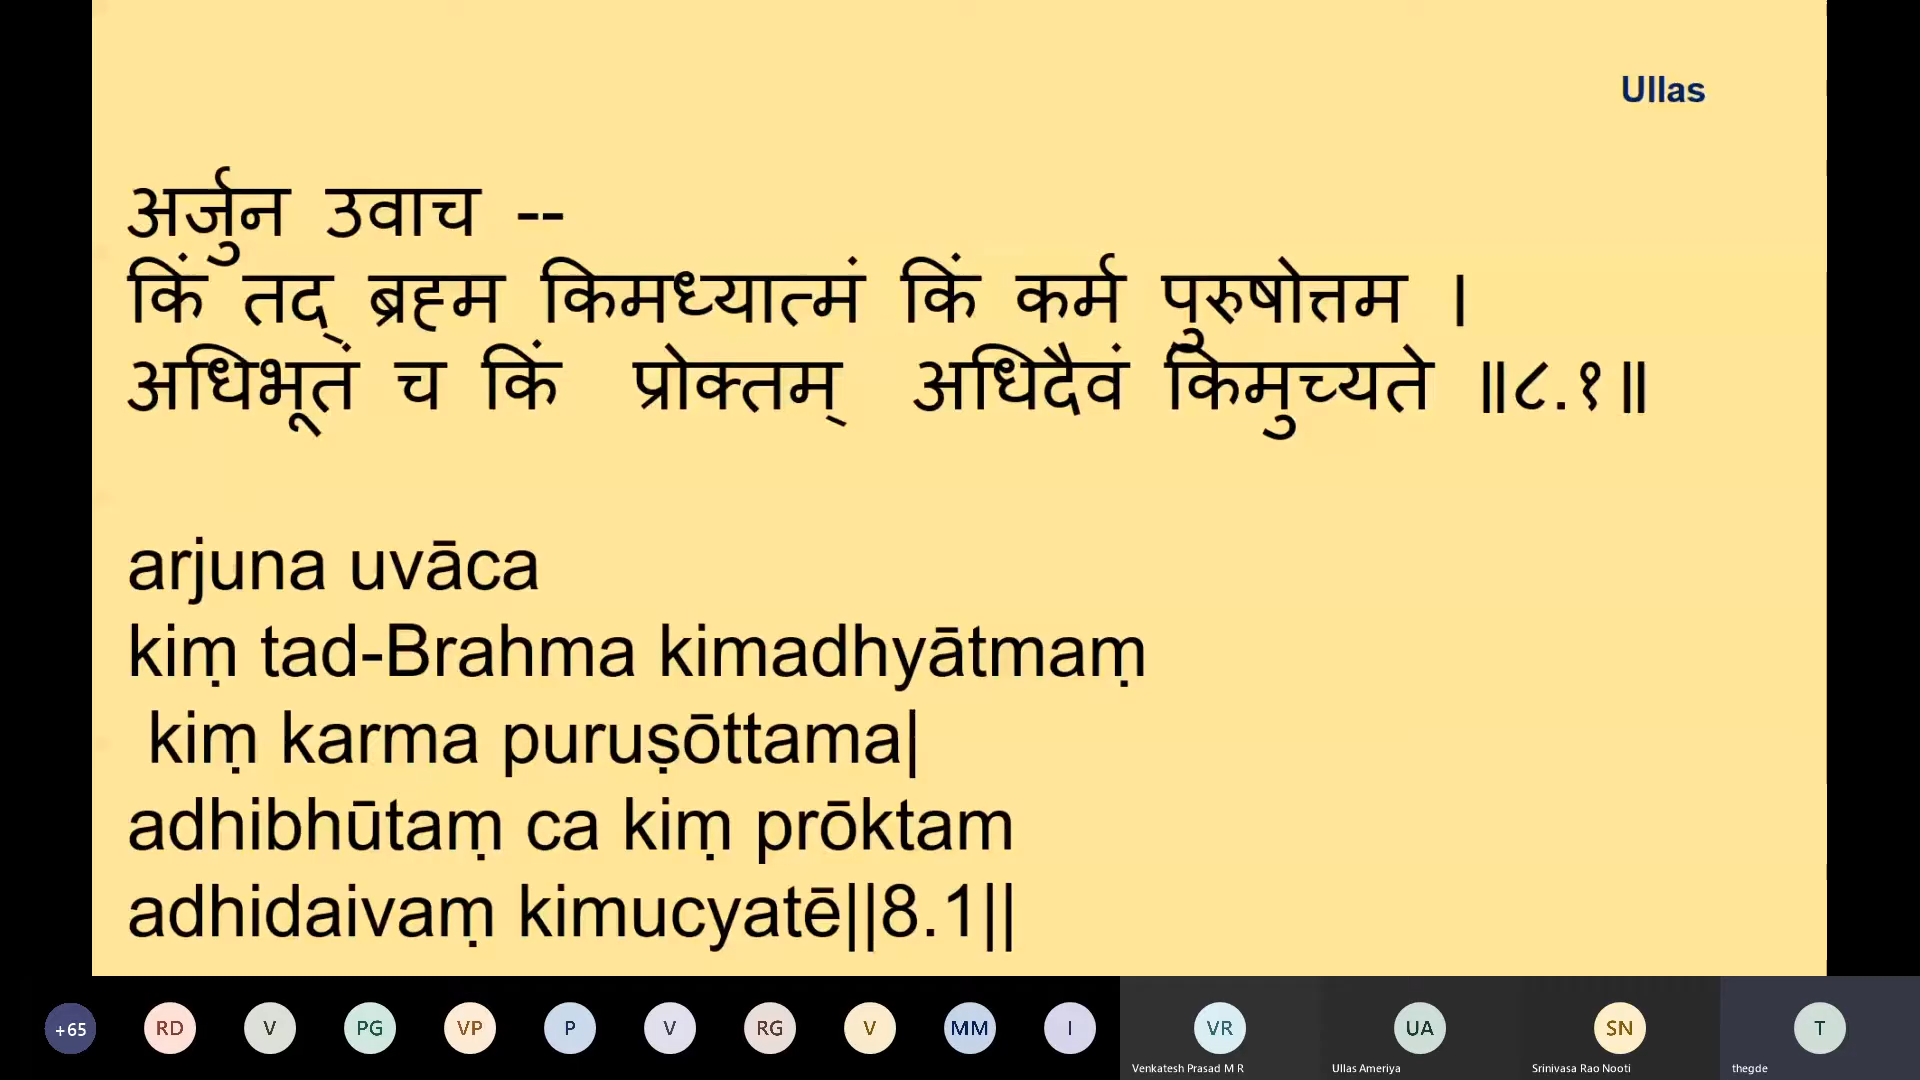 Ullas
अर्जुन उवाच --
किं तद् ब्रह्म किमध्यात्मं किं कर्म पुरुषोत्तम ।
अधिभूतं च किं प्रोक्तम् अधिदैवं किमुच्यते ॥८.१॥
arjuna uvāca
kiṃ tad-Brahma kimadhyātmaṃ
kiṃ karma puruṣōttama|
adhibhūtaṃ ca kiṃ prōktam
adhidaivaṃ kimucyatē||8.1||
+65 RD V PG VP P V RG V MM I VR UA SN T
Venkatesh Prasad M R Ullas Ameriya Srinivasa Rao Nooti thegde